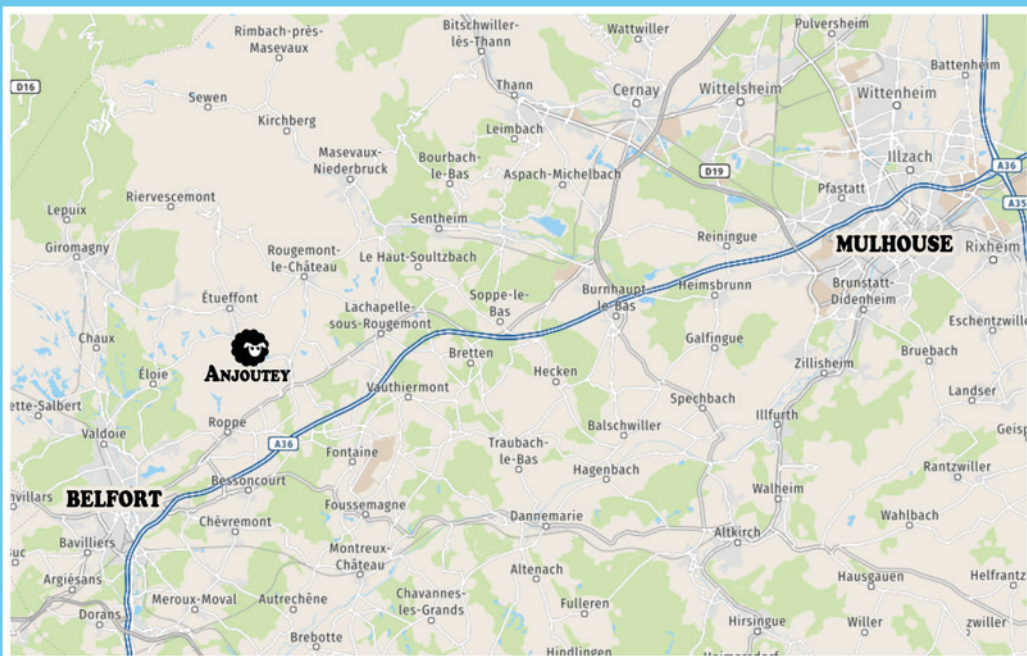 Rimbach-près-
Masevaux
Bitschwiller-
lès-Thann
Wattwiller
Pulversheim
D16
Battenheim
Sewen
Thann
Cernay
Wittelsheim
Wittenheim
Kirchberg
Leimbach
Masevaux-
Niederbruck
Bourbach-
le-Bas
Aspach-Michelbach
D19
Illzach
A36
Pfastatt
A35
Riervescemont
Lepuix
Sentheim
Reiningue
MULHOUSE
Rixheim
Giromagny
Rougemont-
le-Château
Le Haut-Soultzbach
Étueffont
Lachapelle-
sous-Rougemont
Soppe-le-
Bas
Burnhaupt-
le-Bas
Heimsbrunn
Brunstatt-
Didenheim
Eschentzwille
Chaux
ANJOUTEY
Éloie
Bretten
Galfingue
Bruebach
Hecken
Zillisheim
Vauthiermont
Landser
ette-Salbert
Spechbach
Illfurth
Roppe
Valdoie
A36
Balschwiller
Geisp
Fontaine
Traubach-
le-Bas
Hagenbach
Rantzwiller
nvillars
BELFORT
Bessoncourt
Walheim
Foussemagne
Dannemarie
Wahlbach
Chèvremont
Altkirch
Bavilliers
uc
Montreux-
Château
Altenach
Argiésans
Hausgauen
Helfrantz
Meroux-Moval
Autrechêne
Chavannes-
les-Grands
Fulleren
Dorans
Hirsingue
Willer
zwiller
Brebotte
Hindlingen